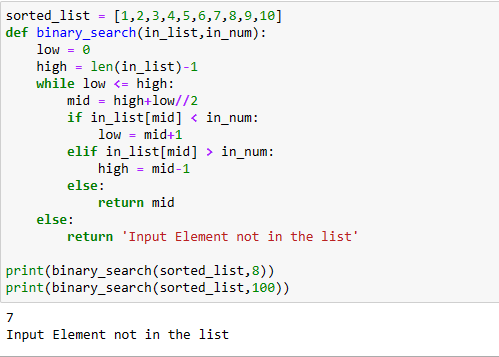 sorted_list = [1,2,3,4,5,6,7,8,9,10]
def binary_search(in_list,in_num):
    low = 0
    high = len(in_list)-1
    while low <= high:
        mid = high+low//2
        if in_list[mid] < in_num:
            low = mid+1
        elif in_list[mid] > in_num:
            high = mid-1
        else:
            return mid
    else:
        return 'Input Element not in the list'
print(binary_search(sorted_list,8))
print(binary_search(sorted_list,100))
7
Input Element not in the list